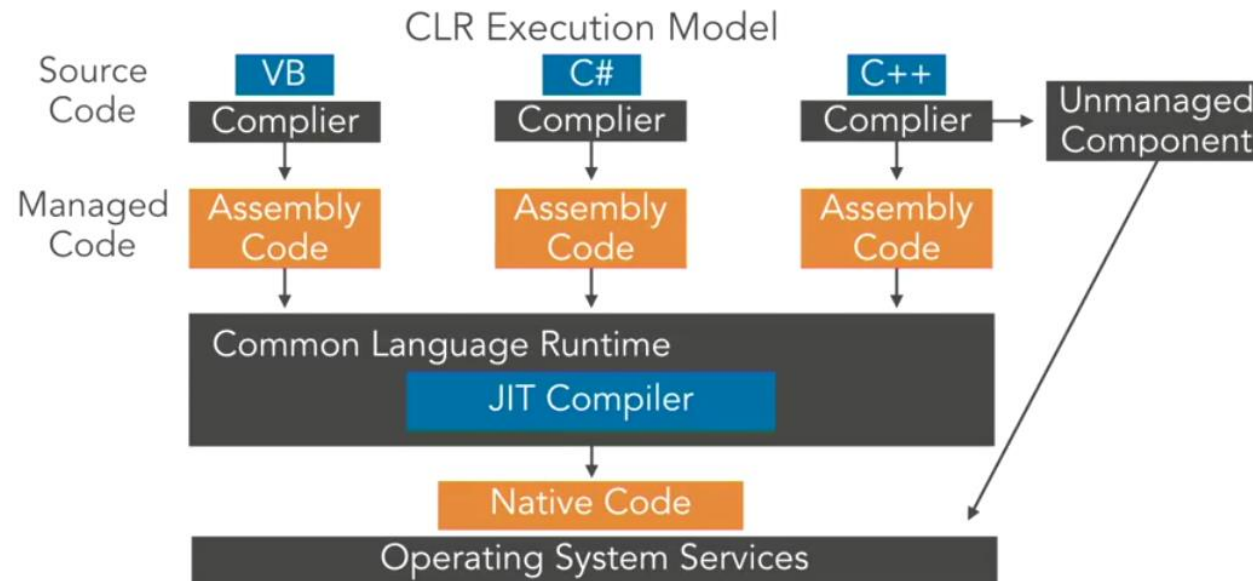 CLR Execution Model
Source
Code
VB
C#
C++
Complier
Complier
Complier
Unmanaged
Component
Managed
Code
Assembly
Code
Assembly
Code
Assembly
Code
Common Language Runtime
JIT Compiler
Native Code
Operating System Services